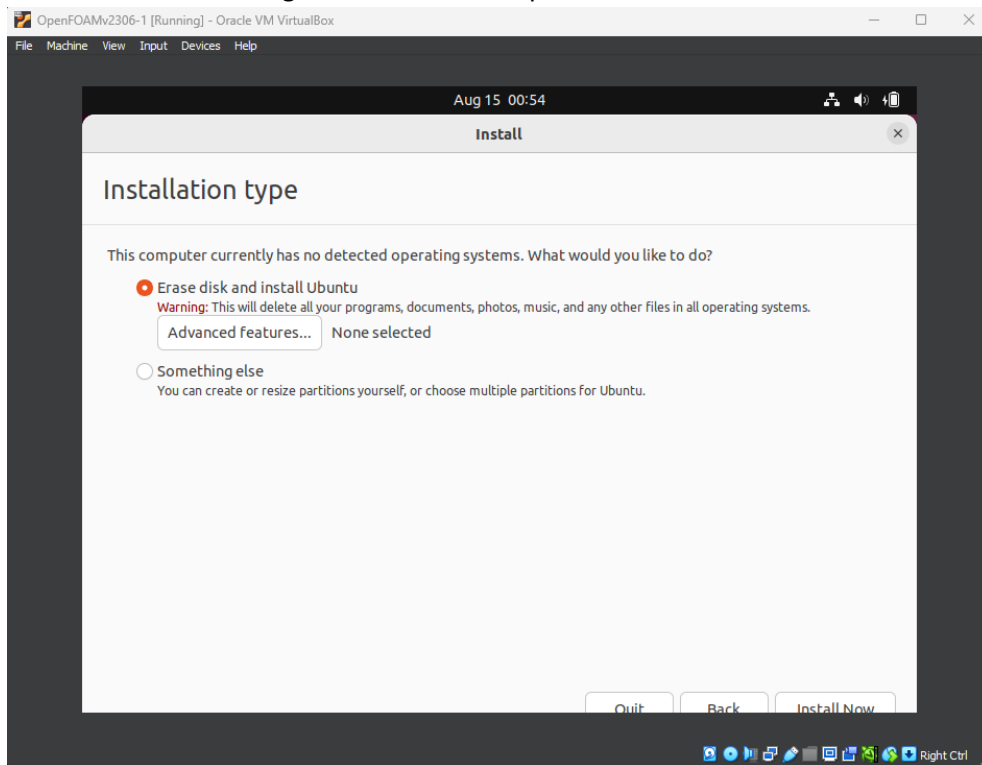 OpenFOAMv2306-1 [Running] - Oracle VM VirtualBox
File Machine View Input Devices Help
Aug 15 00:54
Install
Installation type
This computer currently has no detected operating systems. What would you like to do?
Erase disk and install Ubuntu
Warning: This will delete all your programs, documents, photos, music, and any other files in all operating systems.
Advanced features... None selected
Something else
You can create or resize partitions yourself, or choose multiple partitions for Ubuntu.
Quit Back Install Now
Right Ctrl